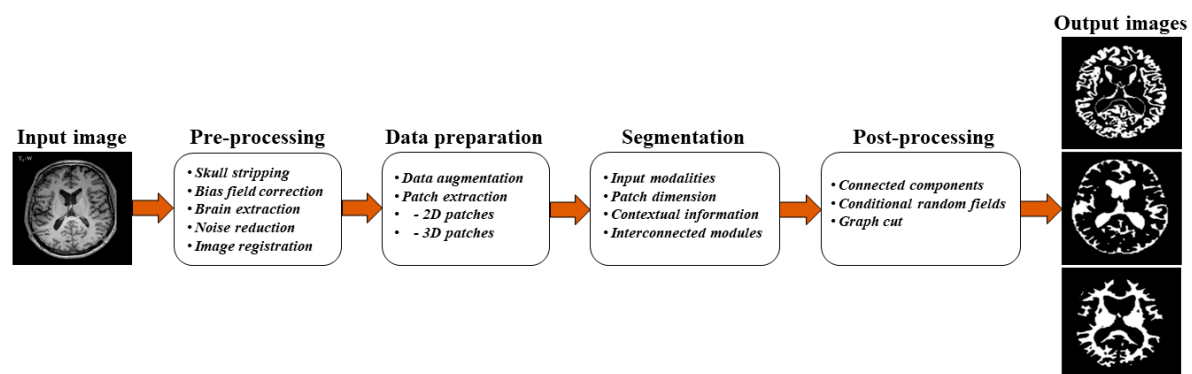 Output images
Input image
T₁-W
Pre-processing
• Skull stripping
• Bias field correction
• Brain extraction
• Noise reduction
• Image registration
Data preparation
• Data augmentation
• Patch extraction
• - 2D patches
• - 3D patches
Segmentation
• Input modalities
• Patch dimension
• Contextual information
• Interconnected modules
Post-processing
• Connected components
• Conditional random fields
• Graph cut